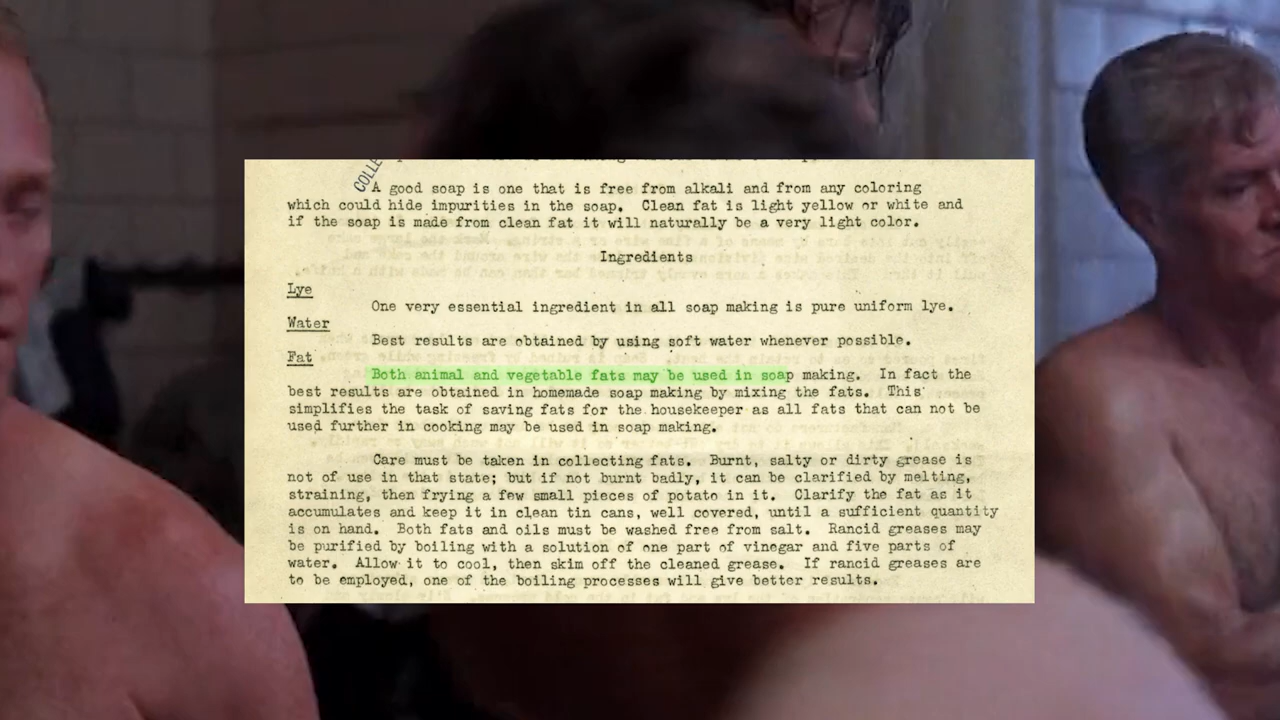 COLLE
A good soap is one that is free from alkali and from any coloring
which could hide impurities in the soap. Clean fat is light yellow or white and
if the soap is made from clean fat it will naturally be a very light color.
Ingredients
Lye
One very essential ingredient in all soap making is pure uniform lye.
Water
Best results are obtained by using soft water whenever possible.
Fat
Both animal and vegetable fats may be used in soap making. In fact the
best results are obtained in homemade soap making by mixing the fats. This
simplifies the task of saving fats for the housekeeper as all fats that can not be
used further in cooking may be used in soap making.
Care must be taken in collecting fats. Burnt, salty or dirty grease is
not of use in that state; but if not burnt badly, it can be clarified by melting,
straining, then frying a few small pieces of potato in it. Clarify the fat as it
accumulates and keep it in clean tin cans, well covered, until a sufficient quantity
is on hand. Both fats and oils must be washed free from salt. Rancid greases may
be purified by boiling with a solution of one part of vinegar and five parts of
water. Allow it to cool, then skim off the cleaned grease. If rancid greases are
to be employed, one of the boiling processes will give better results.